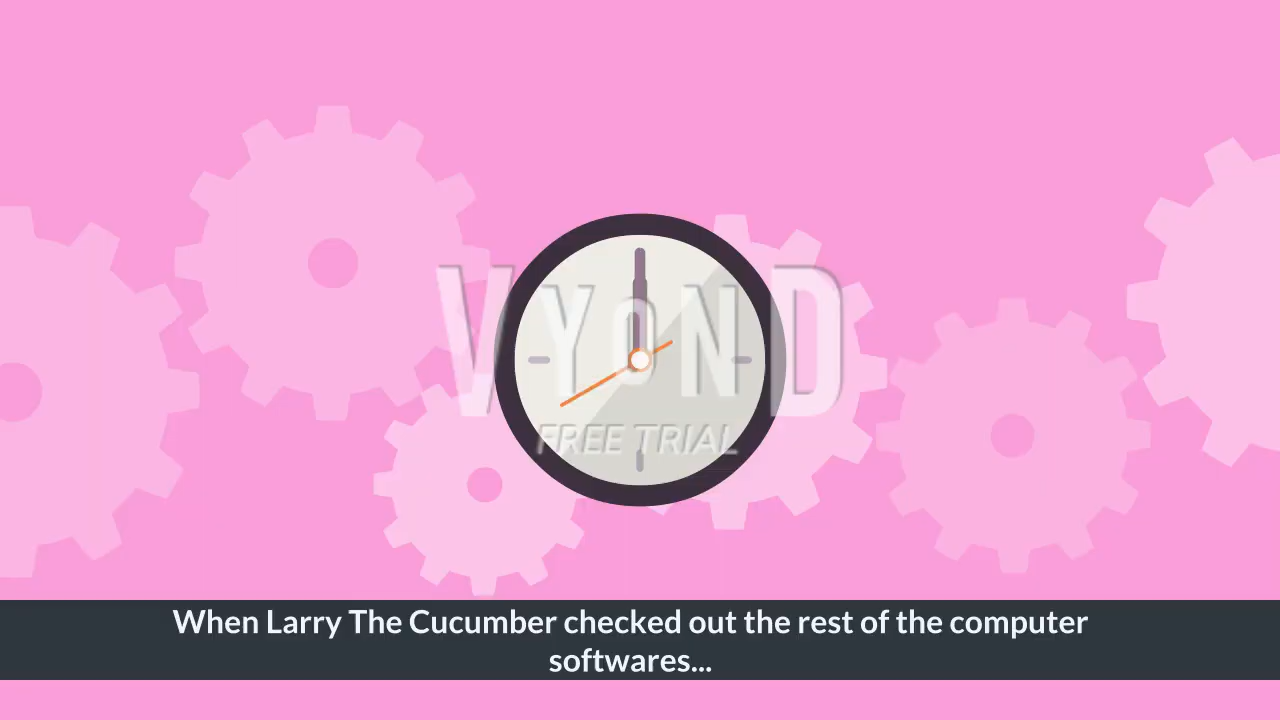 VYOND
FREE TRIAL
When Larry The Cucumber checked out the rest of the computer
softwares...